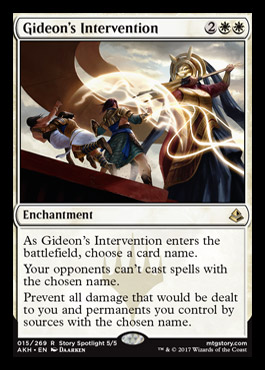 Gideon's Intervention 2
Enchantment
As Gideon's Intervention enters the
battlefield, choose a card name.
Your opponents can't cast spells with
the chosen name.
Prevent all damage that would be dealt
to you and permanents you control by
sources with the chosen name.
015/269 R Story Spotlight 5/5 mtgstory.com
AKH • EN Daarken ™ & © 2017 Wizards of the Coast